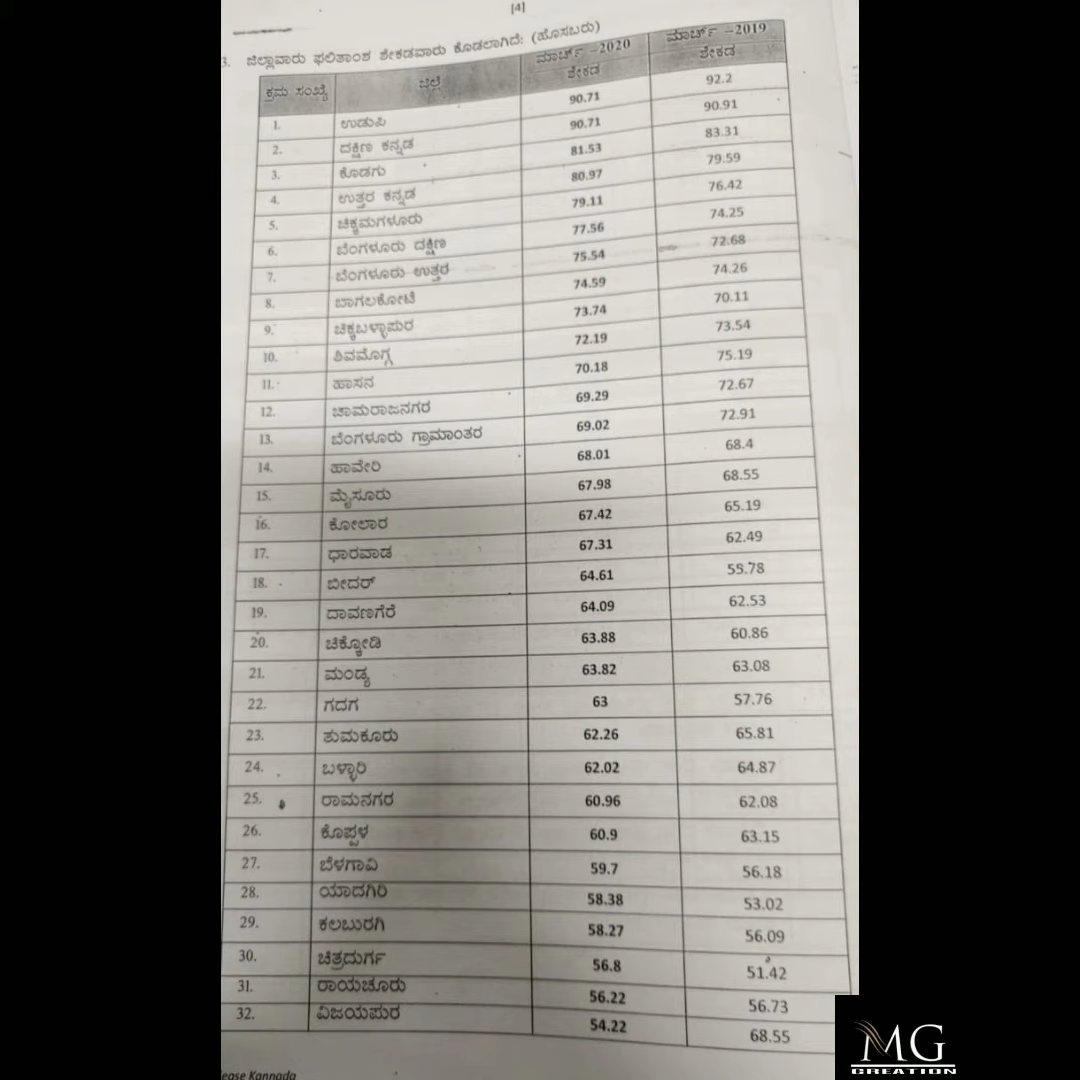 [4]
3. ಜಿಲ್ಲಾವಾರು ಫಲಿತಾಂಶ ಶೇಕಡವಾರು ಕೊಡಲಾಗಿದೆ: (ಹೊಸಬರು)
ಕ್ರಮ ಸಂಖ್ಯೆ ಜಿಲ್ಲೆ ಮಾರ್ಚ್ -2020 ಶೇಕಡ ಮಾರ್ಚ್ -2019 ಶೇಕಡ
1. ಉಡುಪಿ 90.71 92.2
2. ದಕ್ಷಿಣ ಕನ್ನಡ 90.71 90.91
3. ಕೊಡಗು 81.53 83.31
4. ಉತ್ತರ ಕನ್ನಡ 80.97 79.59
5. ಚಿಕ್ಕಮಗಳೂರು 79.11 76.42
6. ಬೆಂಗಳೂರು ದಕ್ಷಿಣ 77.56 74.25
7. ಬೆಂಗಳೂರು ಉತ್ತರ 75.54 72.68
8. ಬಾಗಲಕೋಟೆ 74.59 74.26
9. ಚಿಕ್ಕಬಳ್ಳಾಪುರ 73.74 70.11
10. ಶಿವಮೊಗ್ಗ 72.19 73.54
11. ಹಾಸನ 70.18 75.19
12. ಚಾಮರಾಜನಗರ 69.29 72.67
13. ಬೆಂಗಳೂರು ಗ್ರಾಮಾಂತರ 69.02 72.91
14. ಹಾವೇರಿ 68.01 68.4
15. ಮೈಸೂರು 67.98 68.55
16. ಕೋಲಾರ 67.42 65.19
17. ಧಾರವಾಡ 67.31 62.49
18. ಬೀದರ್ 64.61 55.78
19. ದಾವಣಗೆರೆ 64.09 62.53
20. ಚಿಕ್ಕೋಡಿ 63.88 60.86
21. ಮಂಡ್ಯ 63.82 63.08
22. ಗದಗ 63 57.76
23. ತುಮಕೂರು 62.26 65.81
24. ಬಳ್ಳಾರಿ 62.02 64.87
25. ರಾಮನಗರ 60.96 62.08
26. ಕೊಪ್ಪಳ 60.9 63.15
27. ಬೆಳಗಾವಿ 59.7 56.18
28. ಯಾದಗಿರಿ 58.38 53.02
29. ಕಲಬುರಗಿ 58.27 56.09
30. ಚಿತ್ರದುರ್ಗ 56.8 51.42
31. ರಾಯಚೂರು 56.22 56.73
32. ವಿಜಯಪುರ 54.22 68.55
ease Kannada
MG
CREATION